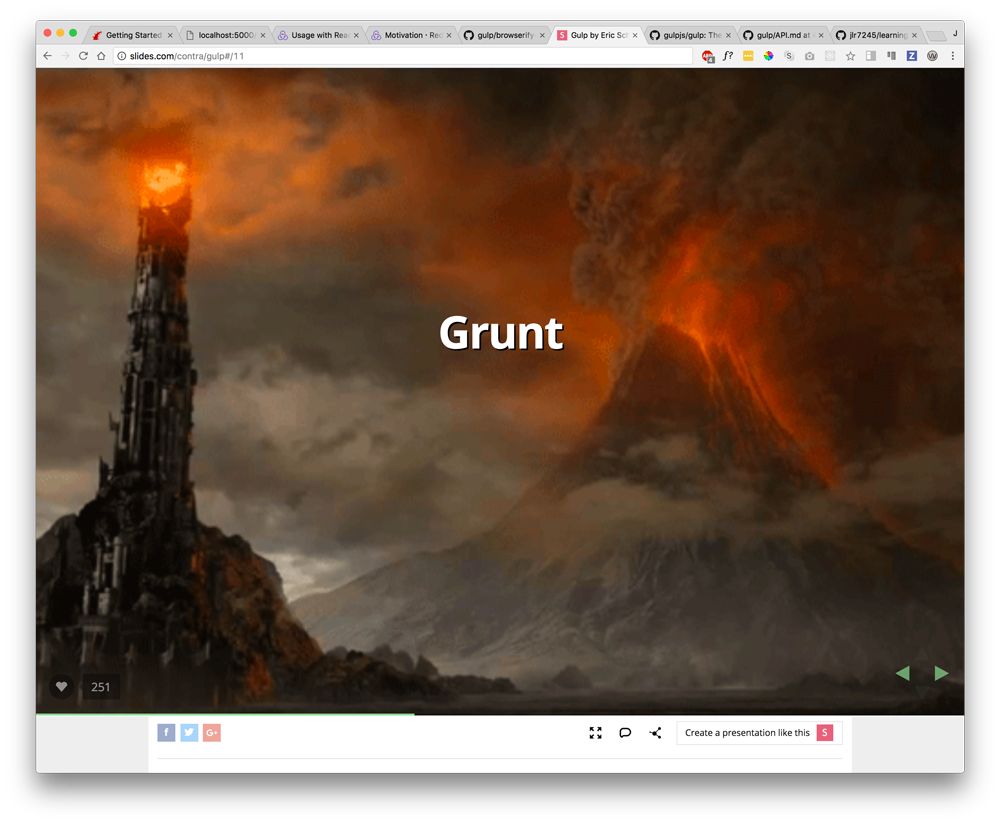 Getting Started
localhost:5000/
Usage with Rea
Motivation · Red
gulp/browserify-
Gulp by Eric Sch
gulpjs/gulp: The
gulp/API.md at
jlr7245/learning
J
slides.com/contra/gulp#/11
4
f?
S
Z
W
Grunt
251
f
G+
Create a presentation like this
S